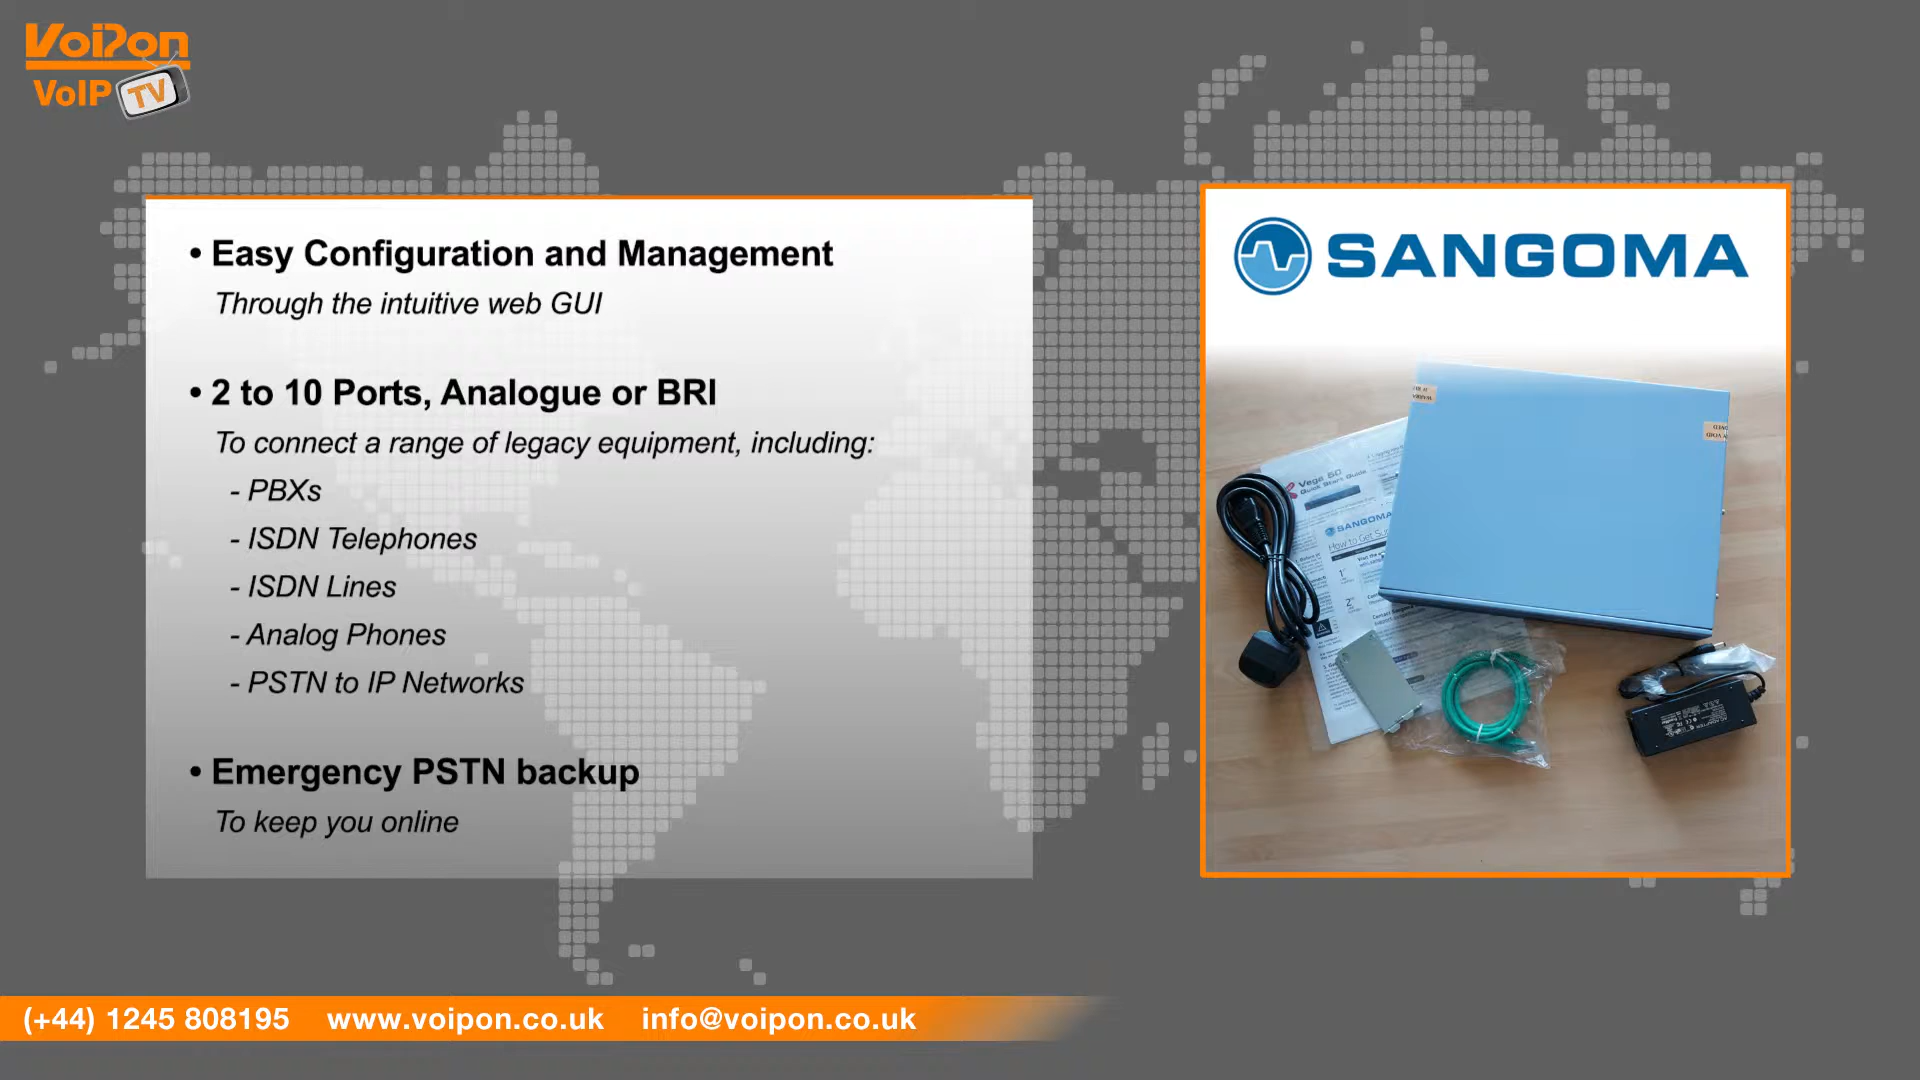 VoiPon
VoIP TV
• Easy Configuration and Management
Through the intuitive web GUI
• 2 to 10 Ports, Analogue or BRI
To connect a range of legacy equipment, including:
- PBXs
- ISDN Telephones
- ISDN Lines
- Analog Phones
- PSTN to IP Networks
• Emergency PSTN backup
To keep you online
SANGOMA
Vega 50
Quick Start Guide
SANGOMA
AC ADAPTER
(+44) 1245 808195 www.voipon.co.uk info@voipon.co.uk